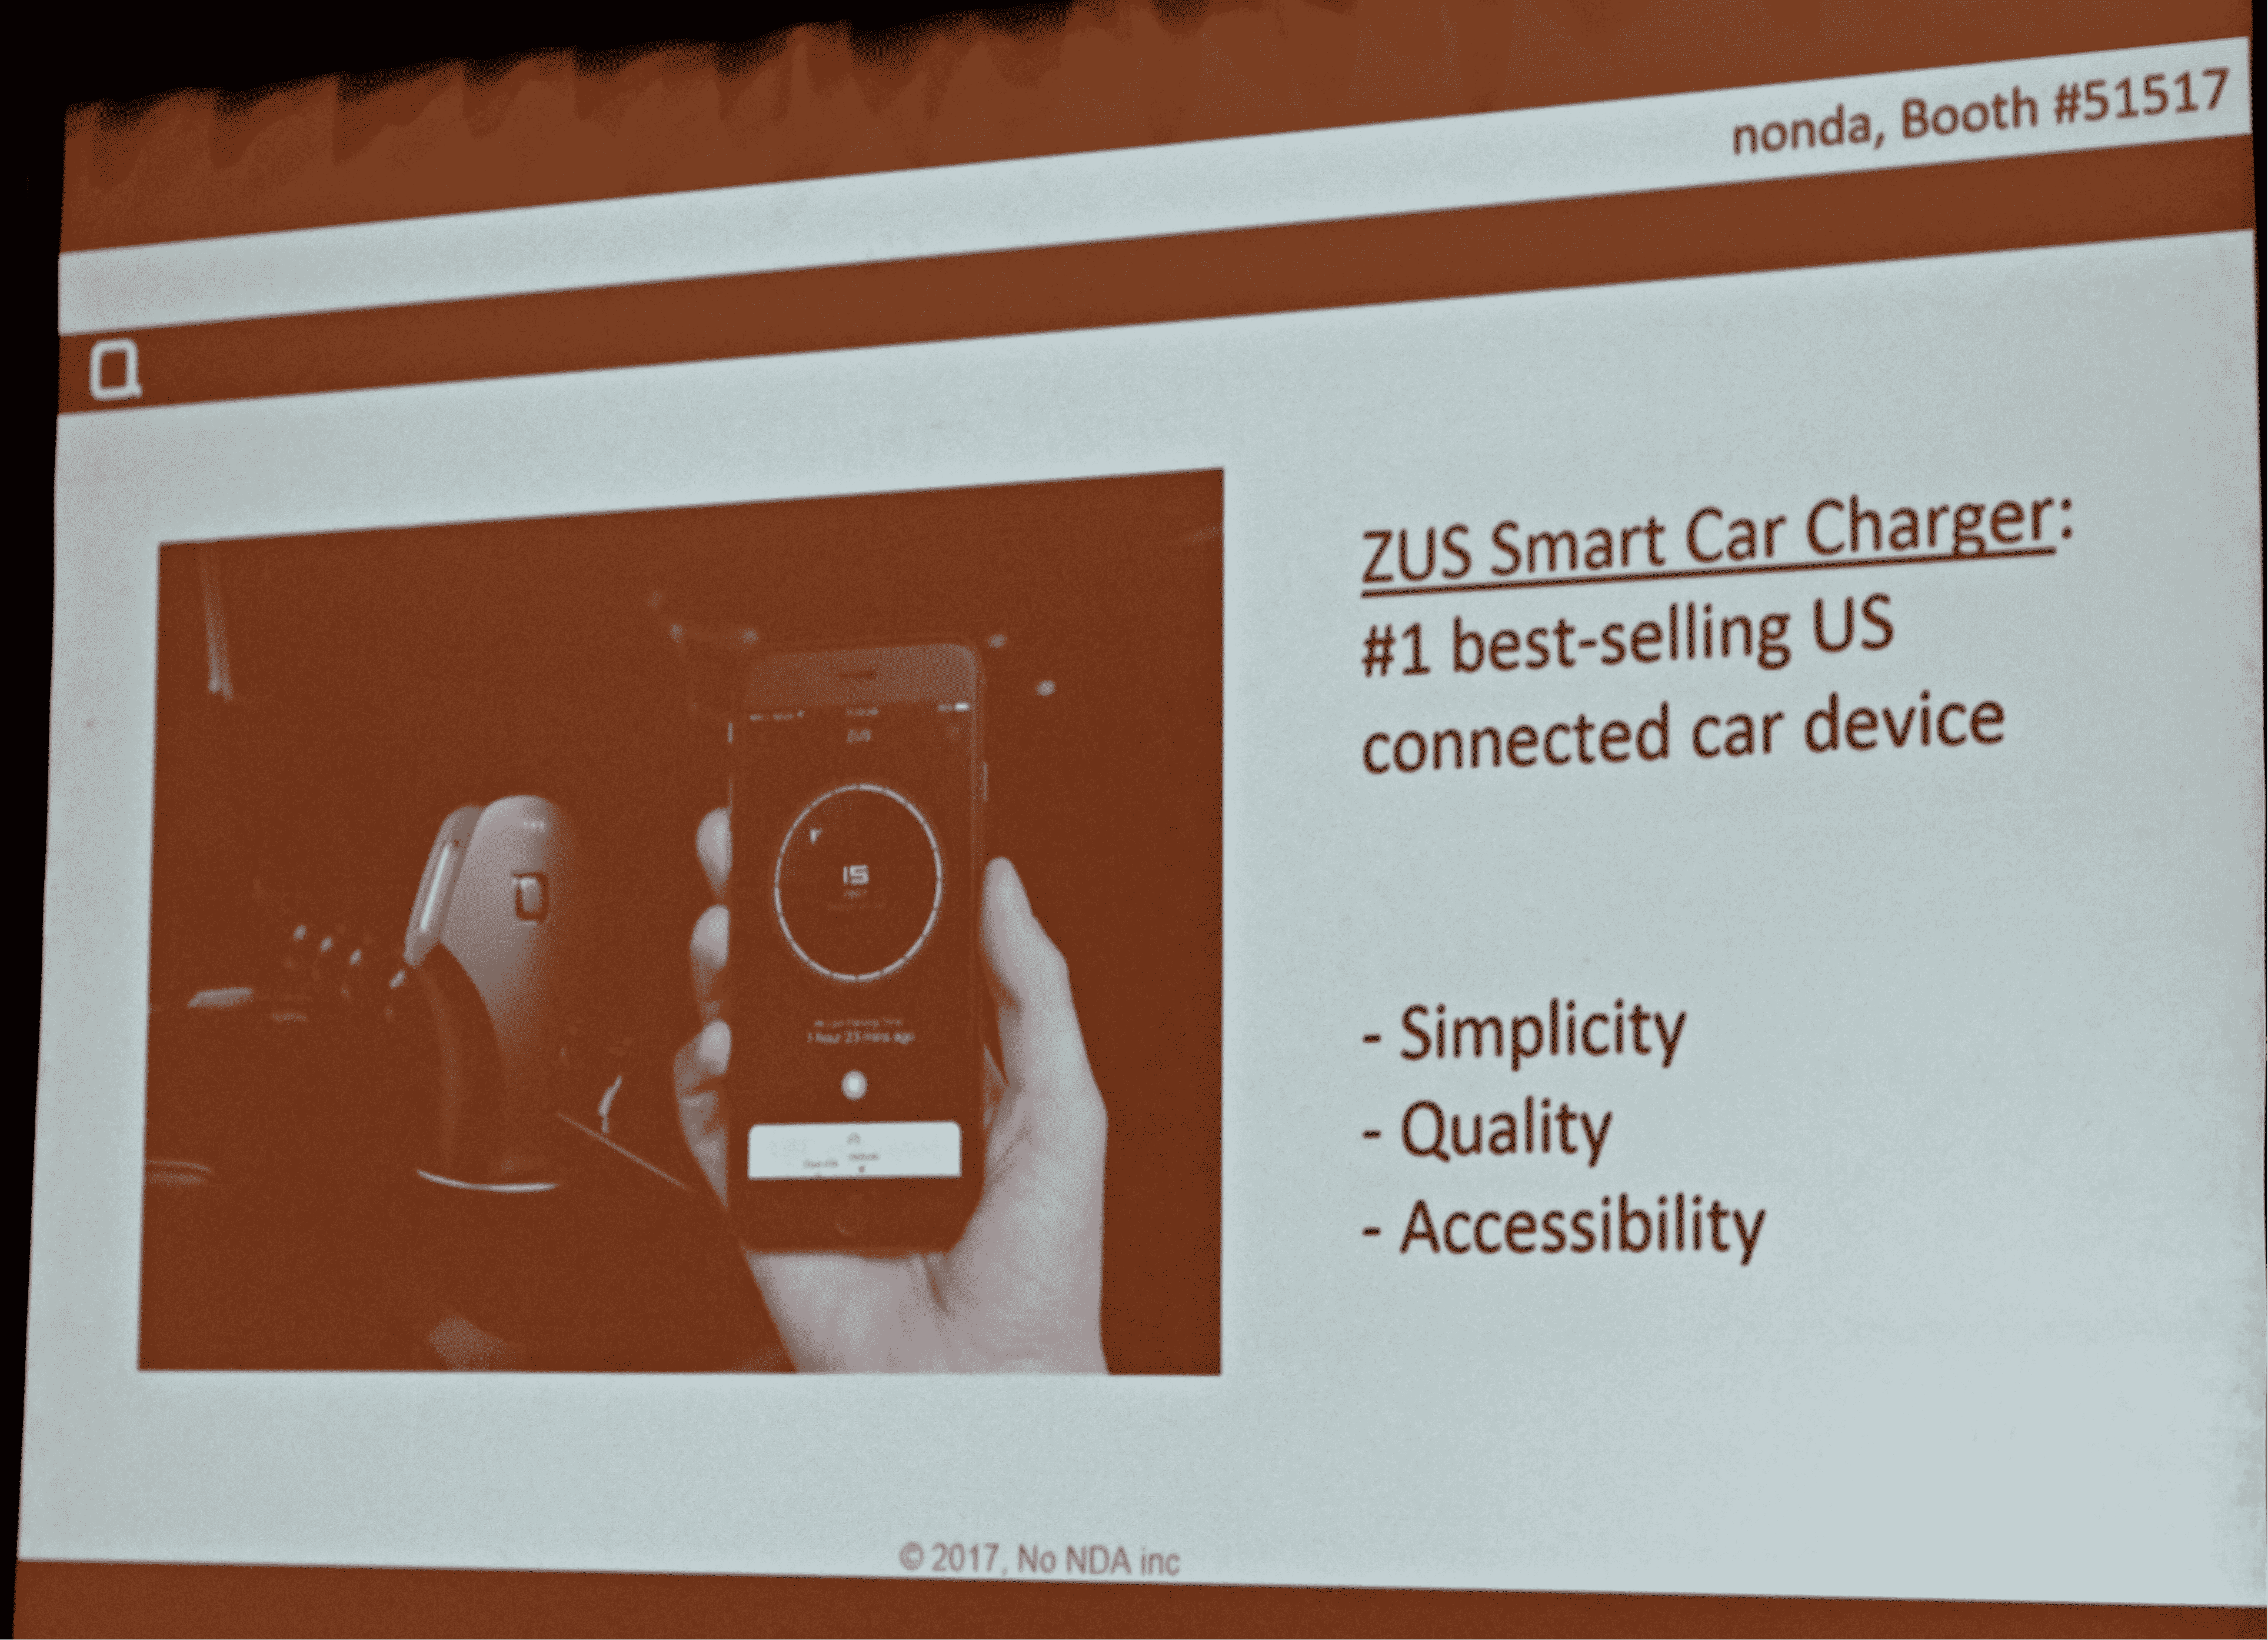 nonda, Booth #51517
ZUS Smart Car Charger:
#1 best-selling US
connected car device
- Simplicity
- Quality
- Accessibility
ZUS
15
1 hour 23 mins ago
© 2017, No NDA inc